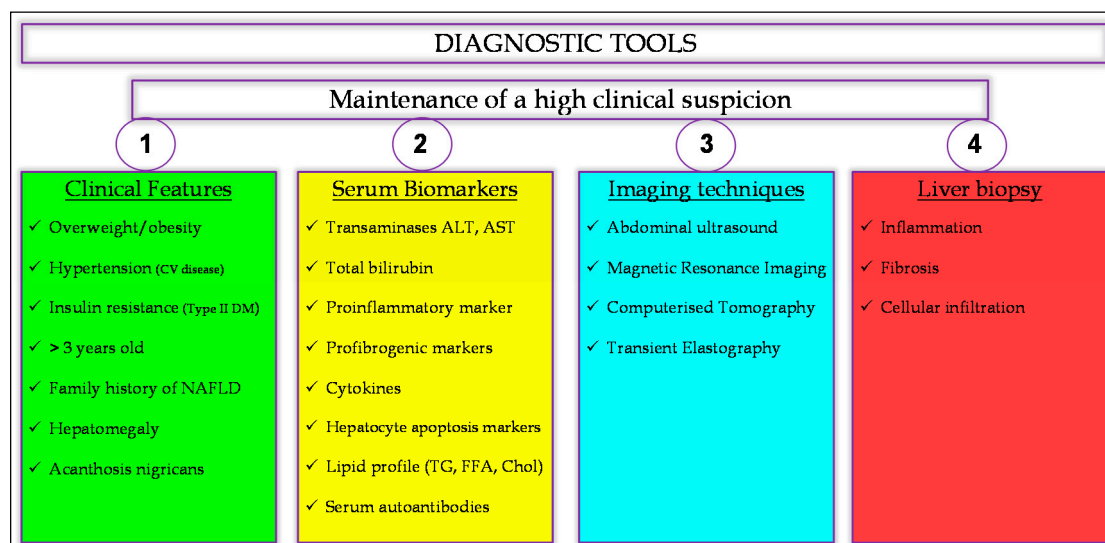 DIAGNOSTIC TOOLS
Maintenance of a high clinical suspicion
1
2
3
4
Clinical Features
✓ Overweight/obesity
✓ Hypertension (CV disease)
✓ Insulin resistance (Type II DM)
✓ > 3 years old
✓ Family history of NAFLD
✓ Hepatomegaly
✓ Acanthosis nigricans
Serum Biomarkers
✓ Transaminases ALT, AST
✓ Total bilirubin
✓ Proinflammatory marker
✓ Profibrogenic markers
✓ Cytokines
✓ Hepatocyte apoptosis markers
✓ Lipid profile (TG, FFA, Chol)
✓ Serum autoantibodies
Imaging techniques
✓ Abdominal ultrasound
✓ Magnetic Resonance Imaging
✓ Computerised Tomography
✓ Transient Elastography
Liver biopsy
✓ Inflammation
✓ Fibrosis
✓ Cellular infiltration